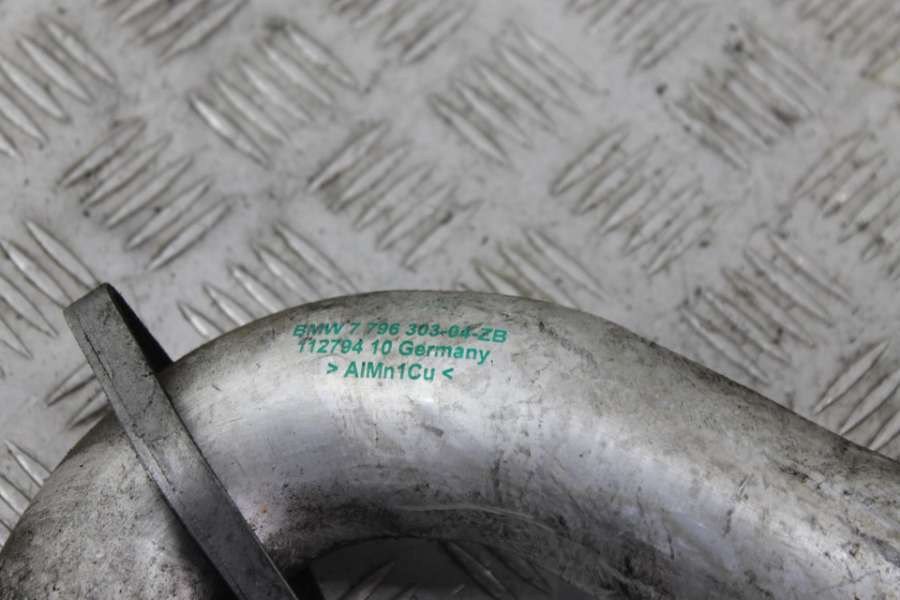 BMW 7 796 303-04-ZB
112794 10 Germany
> AlMn1Cu <